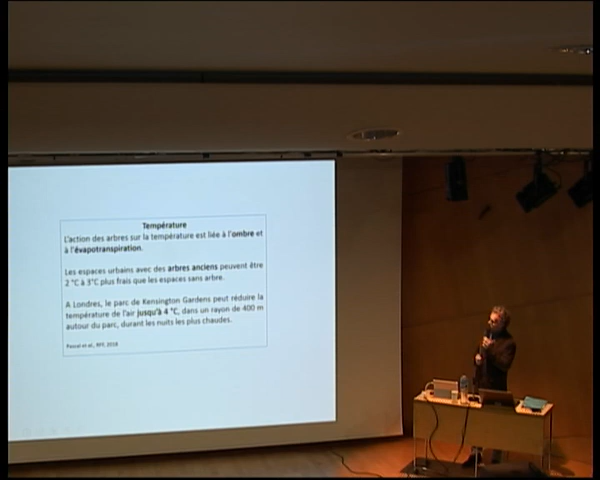 Température
L'action des arbres sur la température est liée à l'ombre et
à l'évapotranspiration.
Les espaces urbains avec des arbres anciens peuvent être
2 °C à 3°C plus frais que les espaces sans arbre.
A Londres, le parc de Kensington Gardens peut réduire la
température de l'air jusqu'à 4 °C, dans un rayon de 400 m
autour du parc, durant les nuits les plus chaudes.
Pascal et al.,